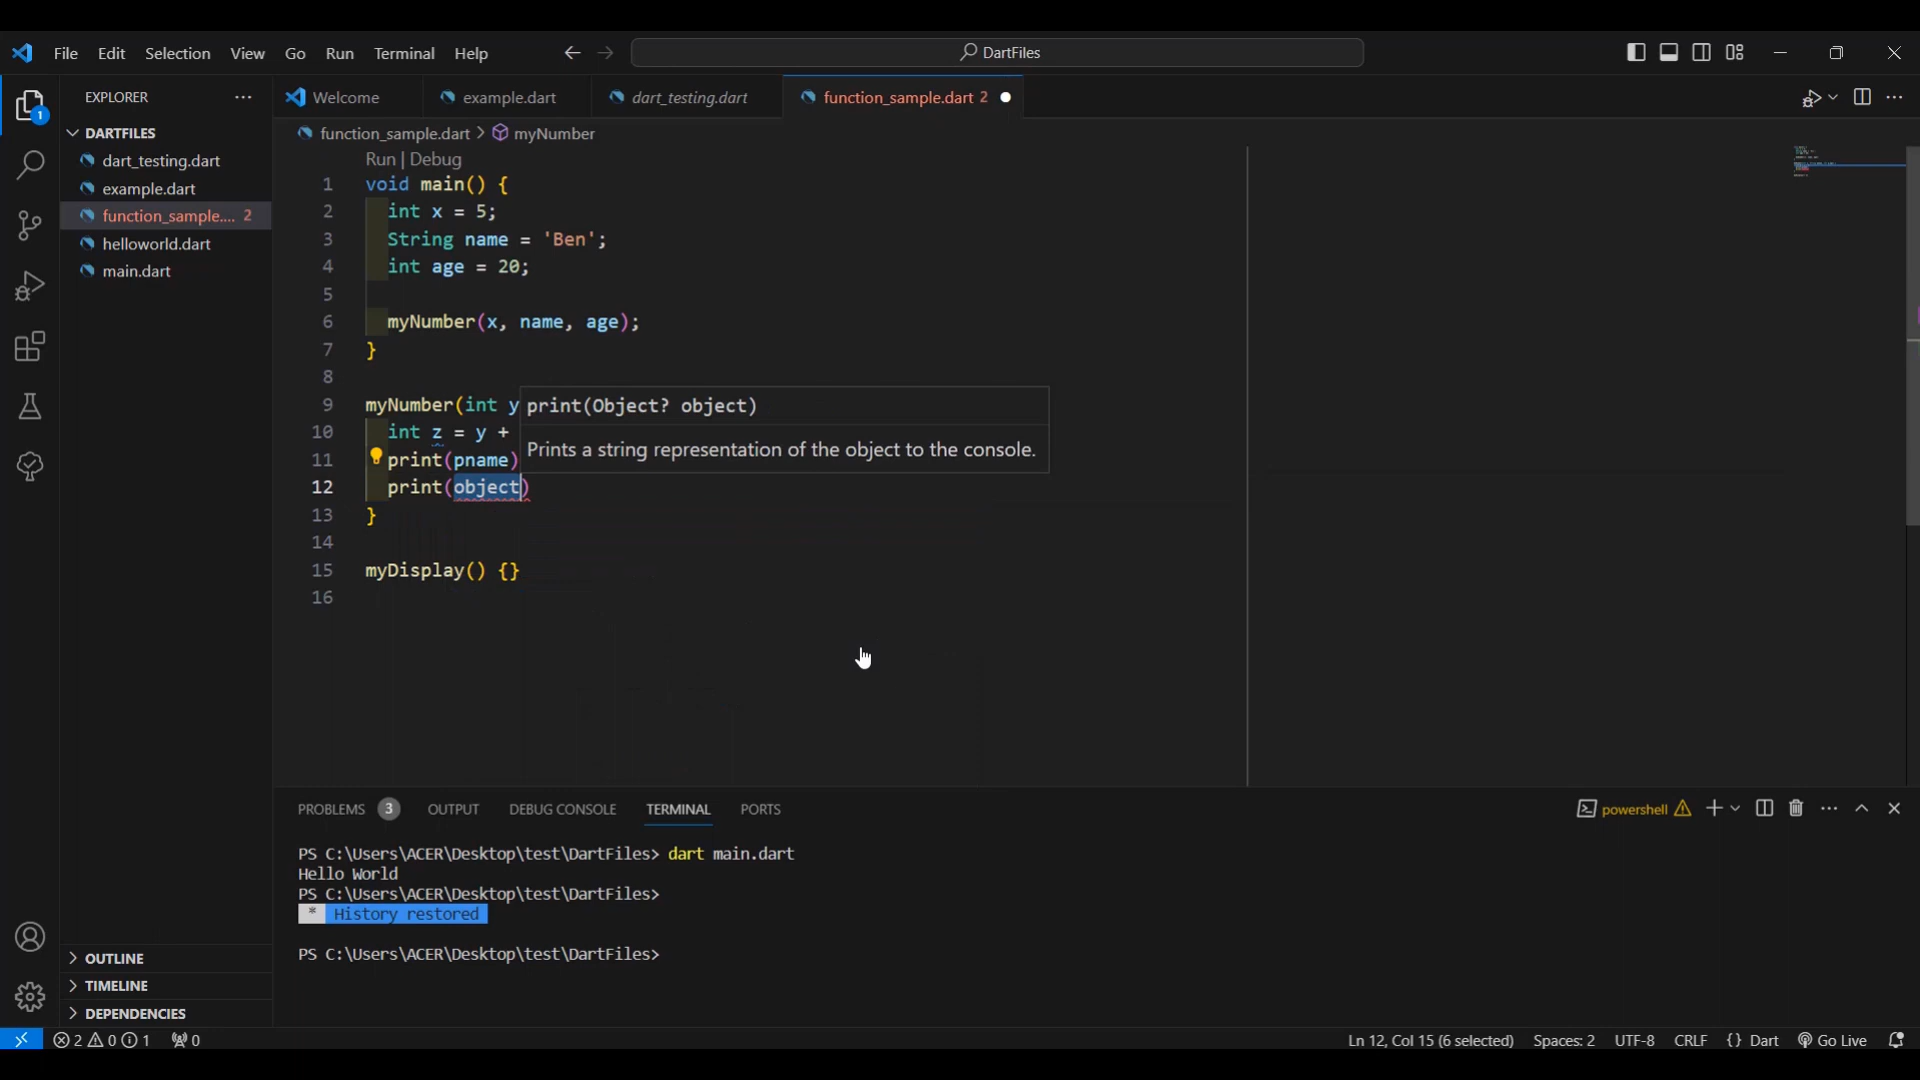 File Edit Selection View Go Run Terminal Help DartFiles
EXPLORER Welcome example.dart dart_testing.dart function_sample.dart 2
DARTFILES
function_sample.dart > myNumber
dart_testing.dart
example.dart
function_sample.... 2
helloworld.dart
main.dart
Run | Debug
1 void main() {
2 int x = 5;
3 String name = 'Ben';
4 int age = 20;
5
6 myNumber(x, name, age);
7 }
8
9 myNumber(int y
10 int z = y +
11 print(pname)
12 print(object)
13 }
14
15 myDisplay() {}
16
print(Object? object)
Prints a string representation of the object to the console.
PROBLEMS 3 OUTPUT DEBUG CONSOLE TERMINAL PORTS powershell
PS C:\Users\ACER\Desktop\test\DartFiles> dart main.dart
Hello World
PS C:\Users\ACER\Desktop\test\DartFiles>
* History restored
PS C:\Users\ACER\Desktop\test\DartFiles>
OUTLINE
TIMELINE
DEPENDENCIES
1
2 0 1 0 Ln 12, Col 15 (6 selected) Spaces: 2 UTF-8 CRLF {} Dart Go Live